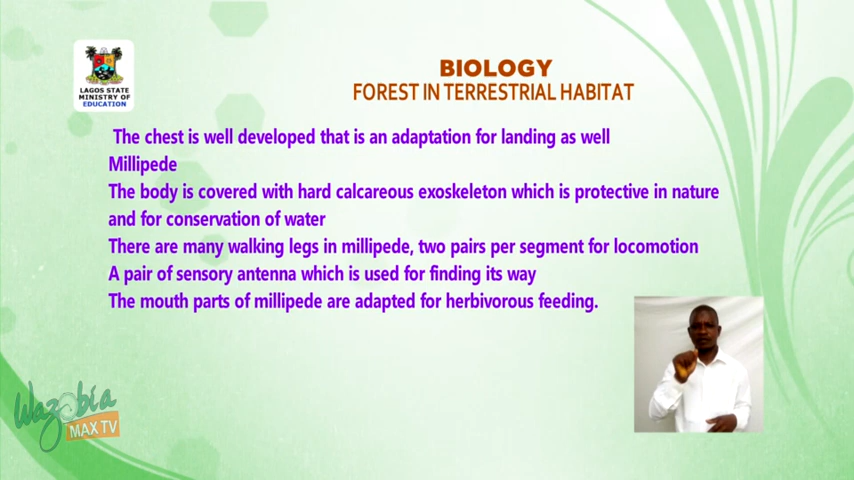 LAGOS STATE
MINISTRY OF
EDUCATION
BIOLOGY
FOREST IN TERRESTRIAL HABITAT
The chest is well developed that is an adaptation for landing as well
Millipede
The body is covered with hard calcareous exoskeleton which is protective in nature
and for conservation of water
There are many walking legs in millipede, two pairs per segment for locomotion
A pair of sensory antenna which is used for finding its way
The mouth parts of millipede are adapted for herbivorous feeding.
Wazobia
MAX TV